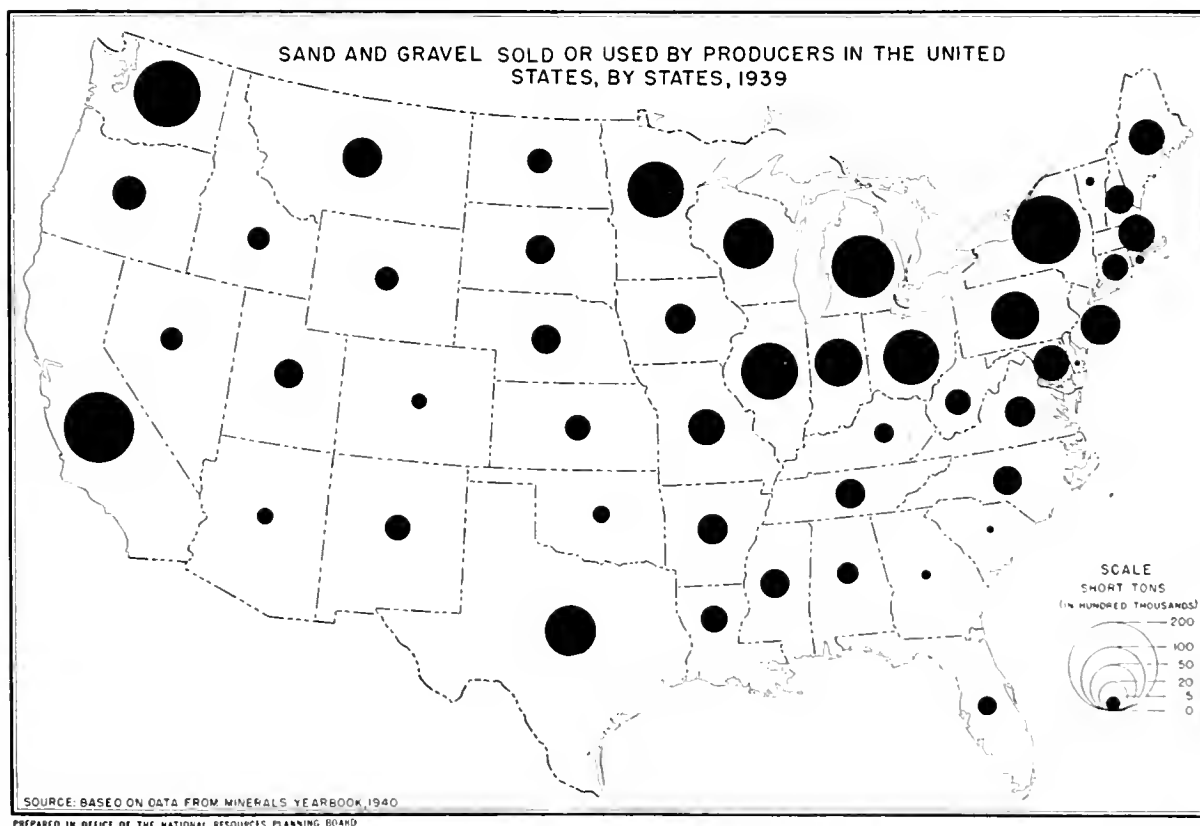 SAND AND GRAVEL SOLD OR USED BY PRODUCERS IN THE UNITED
STATES, BY STATES, 1939
SCALE
SHORT TONS
(IN HUNDRED THOUSANDS)
200
100
50
20
5
0
SOURCE: BASED ON DATA FROM MINERALS YEARBOOK, 1940
PREPARED IN OFFICE OF THE NATIONAL RESOURCES PLANNING BOARD